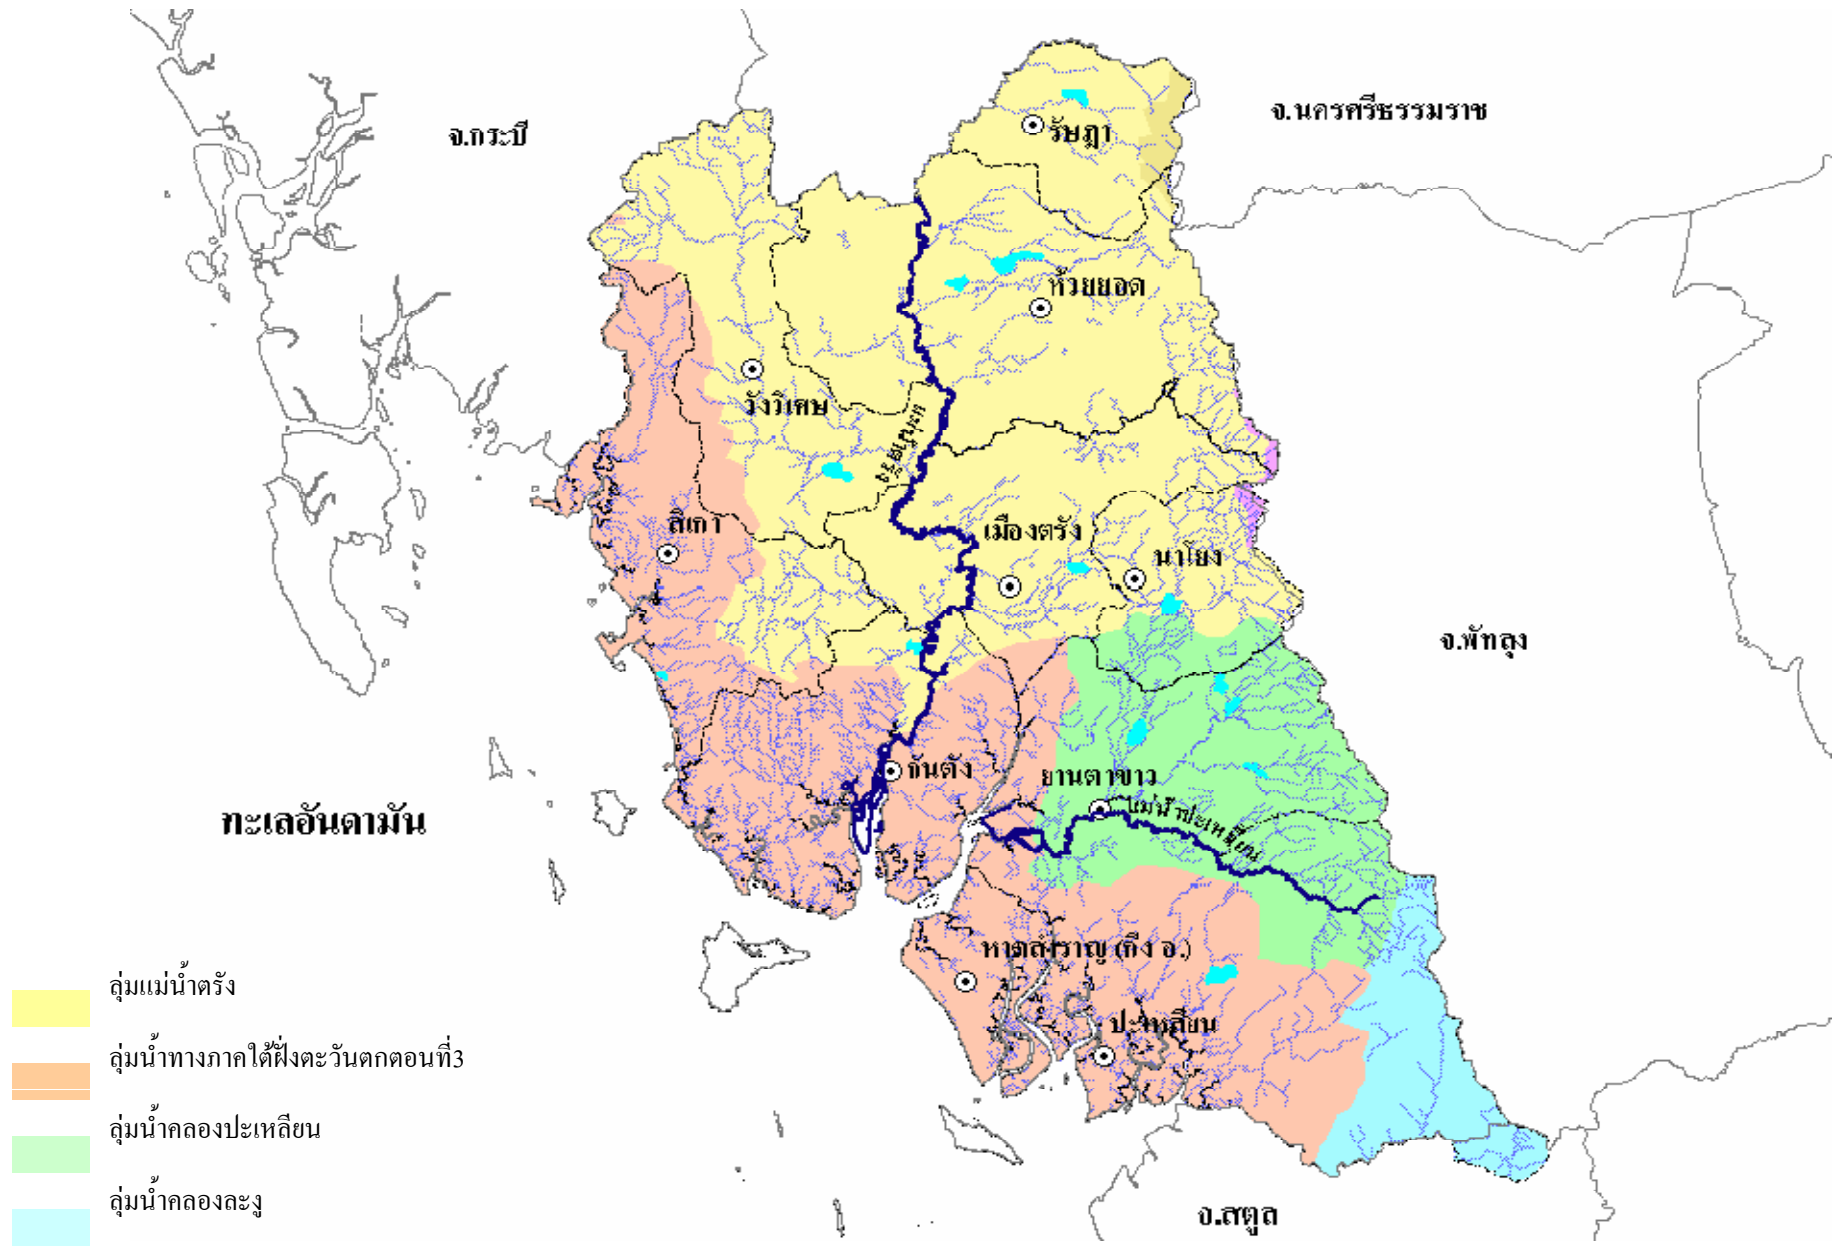 จ.นครศรีธรรมราช
จ.กระบี่
รัษฎา
ห้วยยอด
วังวิเศษ
แม่น้ำตรัง
สิเกา
เมืองตรัง
นาโยง
จ.พัทลุง
กันตัง
ย่านตาขาว
แม่น้ำปะเหลียน
ทะเลอันดามัน
หาดสำราญ (กิ่ง อ.)
ปะเหลียน
จ.สตูล
ลุ่มแม่น้ำตรัง
ลุ่มน้ำทางภาคใต้ฝั่งตะวันตกตอนที่3
ลุ่มน้ำคลองปะเหลียน
ลุ่มน้ำคลองละงู